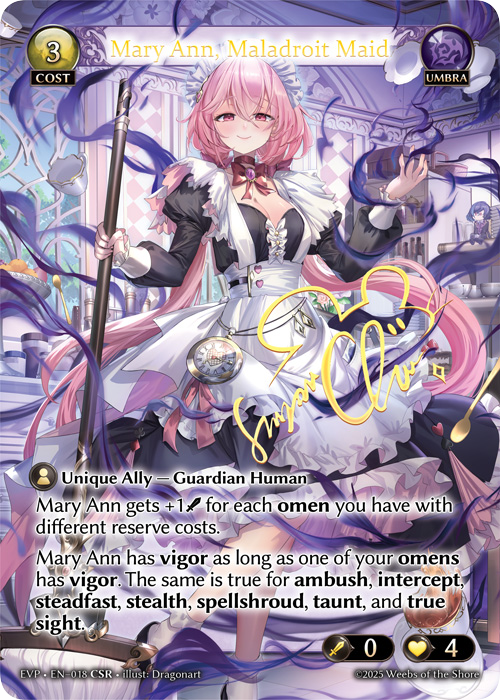 3
COST
Mary Ann, Maladroit Maid
UMBRA
Unique Ally — Guardian Human
Mary Ann gets +1 for each omen you have with
different reserve costs.
Mary Ann has vigor as long as one of your omens
has vigor. The same is true for ambush, intercept,
steadfast, stealth, spellshroud, taunt, and true
sight.
0
4
EVP • EN-018 CSR • illust: Dragonart
©2025 Weebs of the Shore